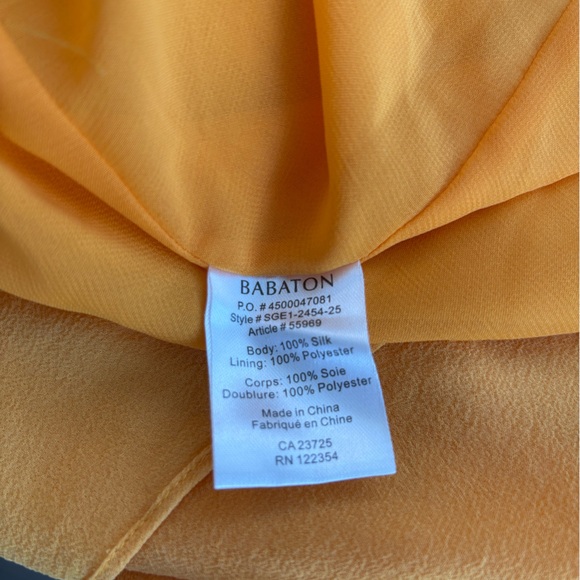 BABATON
P.O. # 4500047081
Style # SGE1-2454-25
Article # 55969
Body: 100% Silk
Lining: 100% Polyester
Corps: 100% Soie
Doublure: 100% Polyester
Made in China
Fabriqué en Chine
CA 23725
RN 122354